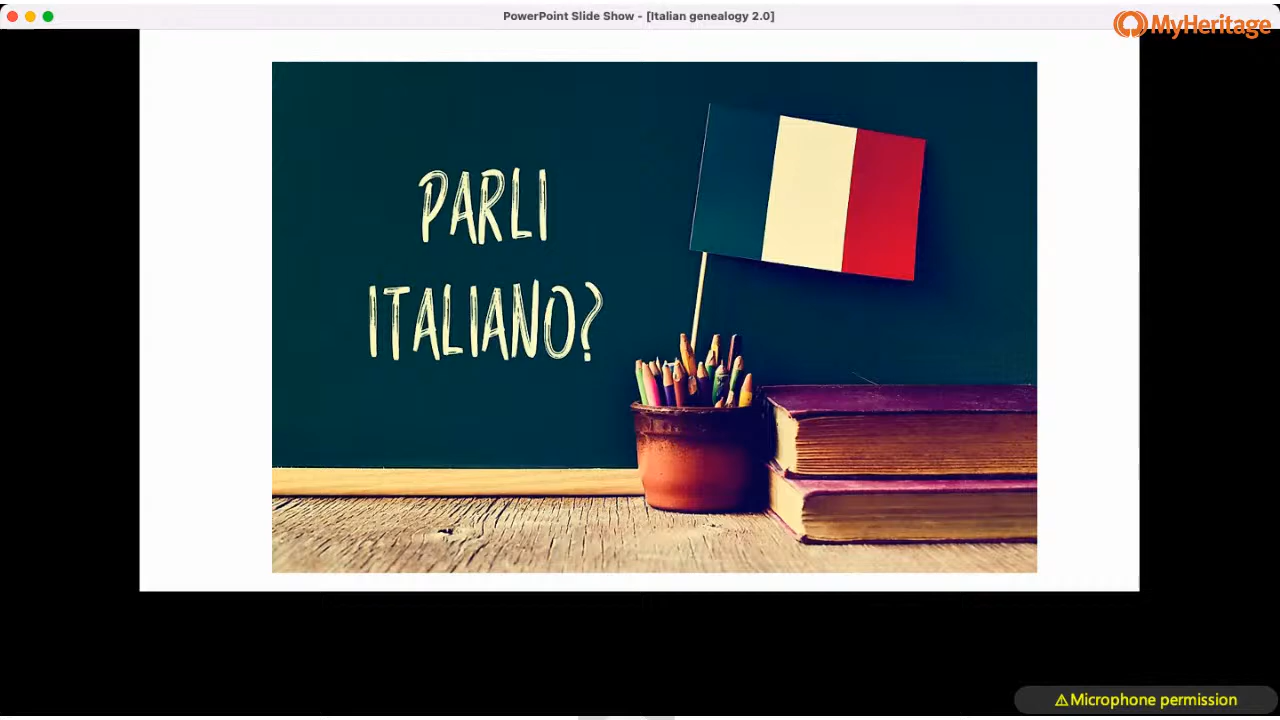 PowerPoint Slide Show - [Italian genealogy 2.0]
MyHeritage
PARLI
ITALIANO?
⚠Microphone permission